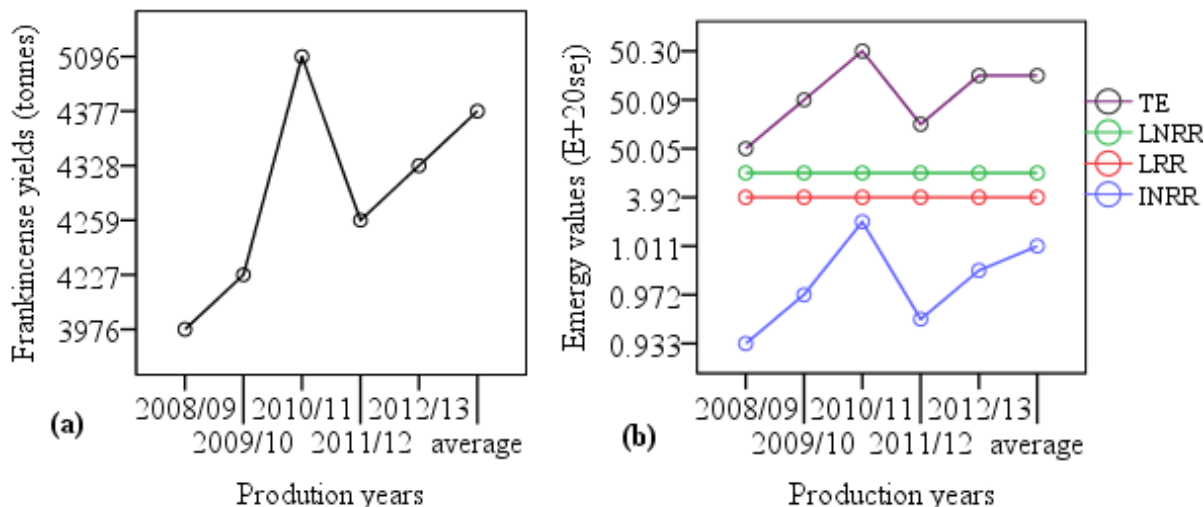 Frankincense yields (tonnes)
5096
4377
4328
4259
4227
3976
2008/09 2010/11 2012/13
2009/10 2011/12 average
(a)
Prodution years
Emergy values (E+20sej)
50.30
50.09
50.05
3.92
1.011
0.972
0.933
2008/09 2010/11 2012/13
2009/10 2011/12 average
(b)
Production years
TE
LNRR
LRR
INRR